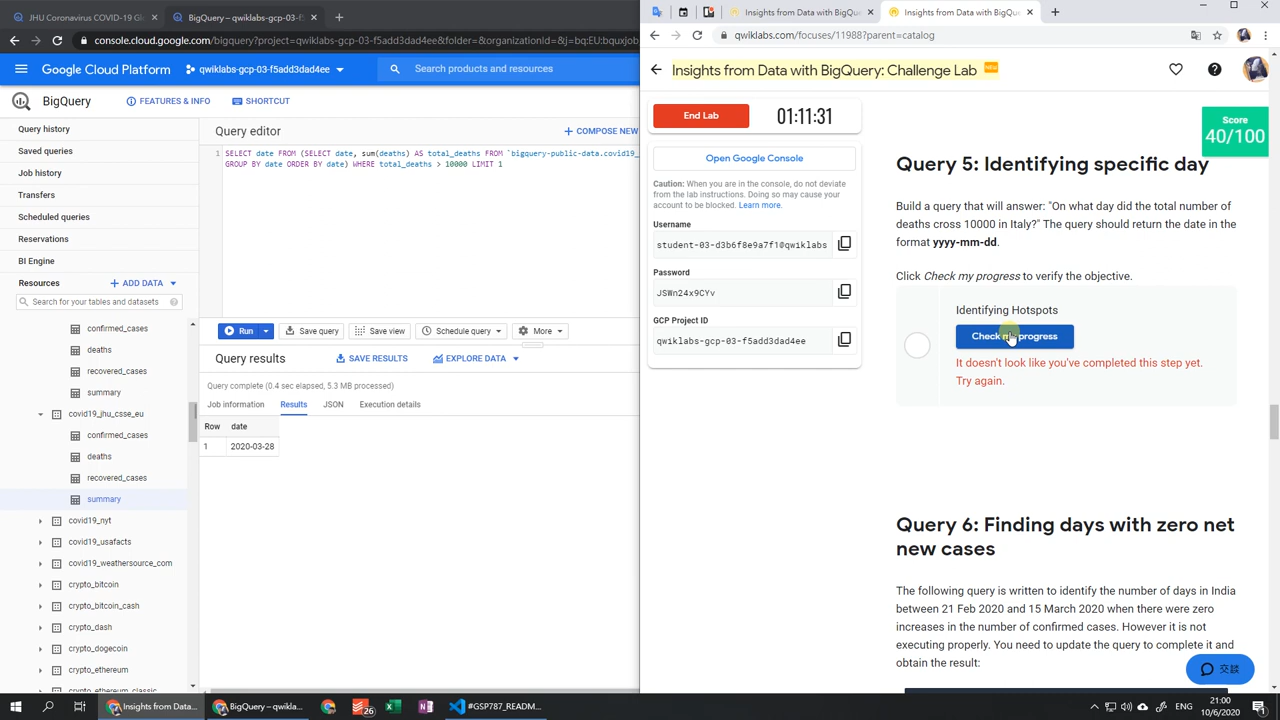 JHU Coronavirus COVID-19 Gl
BigQuery – qwiklabs-gcp-03-f5
console.cloud.google.com/bigquery?project=qwiklabs-gcp-03-f5add3dad4ee&folder=&organizationId=&j=bq:EU:bquxjob
Google Cloud Platform
qwiklabs-gcp-03-f5add3dad4ee
Search products and resources
BigQuery
FEATURES & INFO
SHORTCUT
Query history
Saved queries
Job history
Transfers
Scheduled queries
Reservations
BI Engine
Resources
ADD DATA
Search for your tables and datasets
confirmed_cases
deaths
recovered_cases
summary
covid19_jhu_csse_eu
confirmed_cases
deaths
recovered_cases
summary
covid19_nyt
covid19_usafacts
covid19_weathersource_com
crypto_bitcoin
crypto_bitcoin_cash
crypto_dash
crypto_dogecoin
crypto_ethereum
crypto_ethereum_classic
Query editor
COMPOSE NEW
1
SELECT date FROM (SELECT date, sum(deaths) AS total_deaths FROM `bigquery-public-data.covid19_
GROUP BY date ORDER BY date) WHERE total_deaths > 10000 LIMIT 1
Run
Save query
Save view
Schedule query
More
Query results
SAVE RESULTS
EXPLORE DATA
Query complete (0.4 sec elapsed, 5.3 MB processed)
Job information
Results
JSON
Execution details
Row
date
1
2020-03-28
Insights from Data with BigQu
Insights from Data with BigQu
qwiklabs.com/focuses/11988?parent=catalog
Insights from Data with BigQuery: Challenge Lab
NEW
End Lab
01:11:31
Open Google Console
Caution: When you are in the console, do not deviate
from the lab instructions. Doing so may cause your
account to be blocked. Learn more.
Username
student-03-d3b6f8e9a7f1@qwiklabs
Password
JSWn24x9CYv
GCP Project ID
qwiklabs-gcp-03-f5add3dad4ee
Score
40/100
Query 5: Identifying specific day
Build a query that will answer: "On what day did the total number of
deaths cross 10000 in Italy?" The query should return the date in the
format yyyy-mm-dd.
Click Check my progress to verify the objective.
Identifying Hotspots
Check my progress
It doesn't look like you've completed this step yet.
Try again.
Query 6: Finding days with zero net
new cases
The following query is written to identify the number of days in India
between 21 Feb 2020 and 15 March 2020 when there were zero
increases in the number of confirmed cases. However it is not
executing properly. You need to update the query to complete it and
obtain the result:
交談
Insights from Data...
BigQuery – qwikla...
26
#GSP787_READM...
ENG
21:00
10/6/2020
1